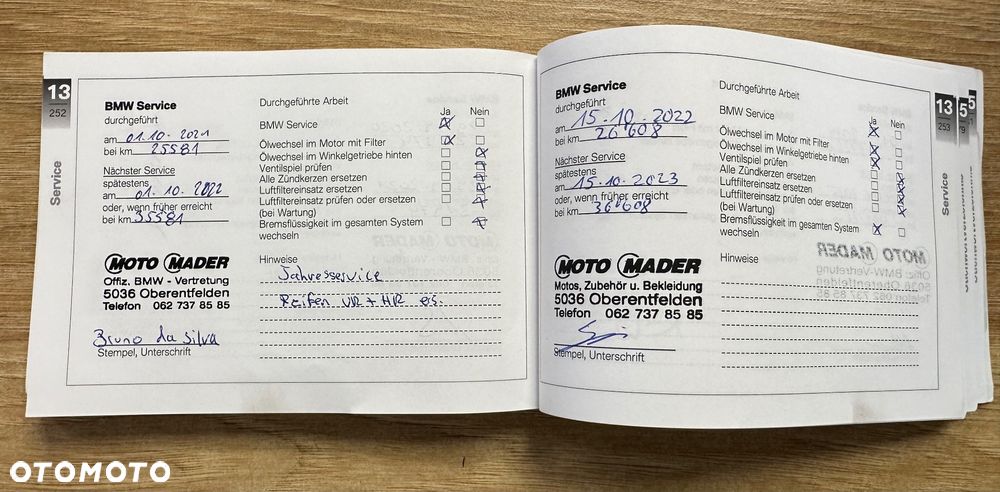 13
252
Service
BMW Service
durchgeführt
am 01.10.2021
bei km 25581
Nächster Service
spätestens
am 01.10.2022
oder, wenn früher erreicht
bei km 35581
MOTO MADER
Offiz. BMW - Vertretung
5036 Oberentfelden
Telefon 062 737 85 85
Bruno da Silva
Stempel, Unterschrift
Durchgeführte Arbeit
Ja Nein
BMW Service
Ölwechsel im Motor mit Filter
Ölwechsel im Winkelgetriebe hinten
Ventilspiel prüfen
Alle Zündkerzen ersetzen
Luftfiltereinsatz ersetzen
Luftfiltereinsatz prüfen oder ersetzen
(bei Wartung)
Bremsflüssigkeit im gesamten System
wechseln
Hinweise
Jahresservice
Reifen VR + HR ers.
BMW Service
durchgeführt
am 15.10.2022
bei km 26'608
Nächster Service
spätestens
am 15.10.2023
oder, wenn früher erreicht
bei km 36'608
MOTO MADER
Motos, Zubehör u. Bekleidung
5036 Oberentfelden
Telefon 062 737 85 85
Stempel, Unterschrift
Durchgeführte Arbeit
Ja Nein
BMW Service
Ölwechsel im Motor mit Filter
Ölwechsel im Winkelgetriebe hinten
Ventilspiel prüfen
Alle Zündkerzen ersetzen
Luftfiltereinsatz ersetzen
Luftfiltereinsatz prüfen oder ersetzen
(bei Wartung)
Bremsflüssigkeit im gesamten System
wechseln
Hinweise
13
253
Service
5
5
OTOMOTO